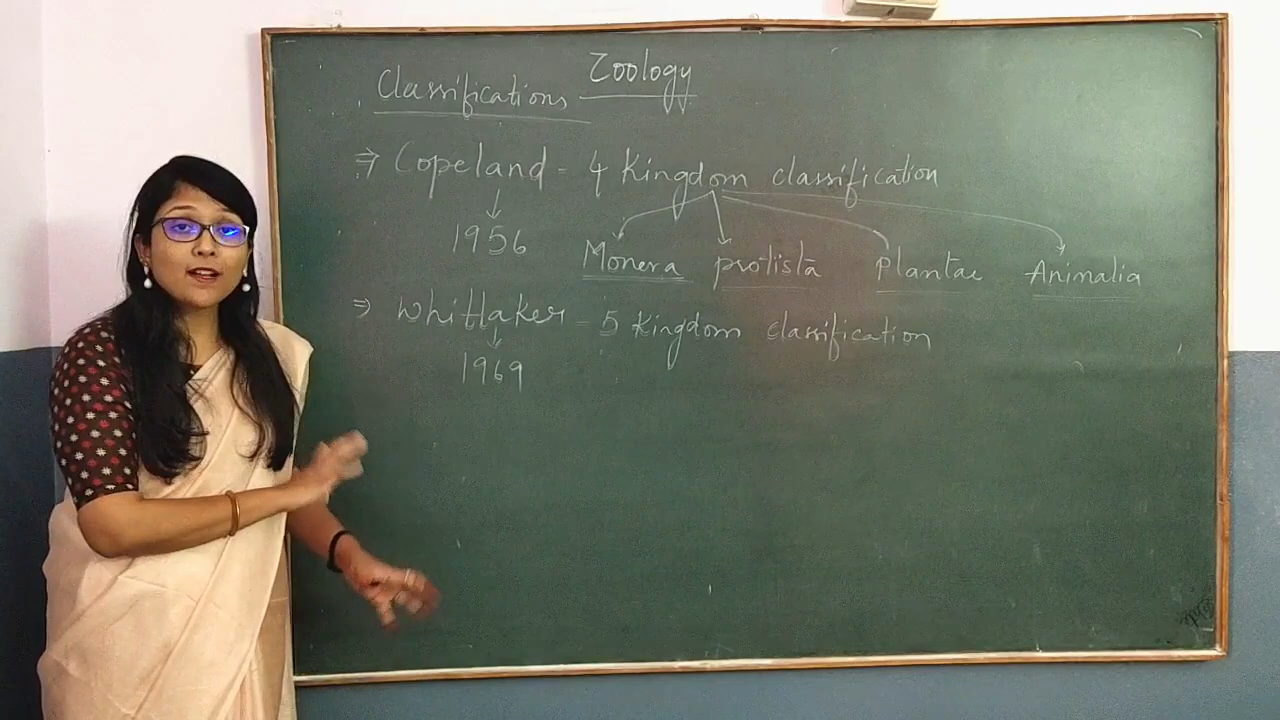 Zoology
Classifications
⇒ Copeland - 4 Kingdom classification
1956
Monera protista plantae Animalia
⇒ Whittaker - 5 Kingdom classification
1969